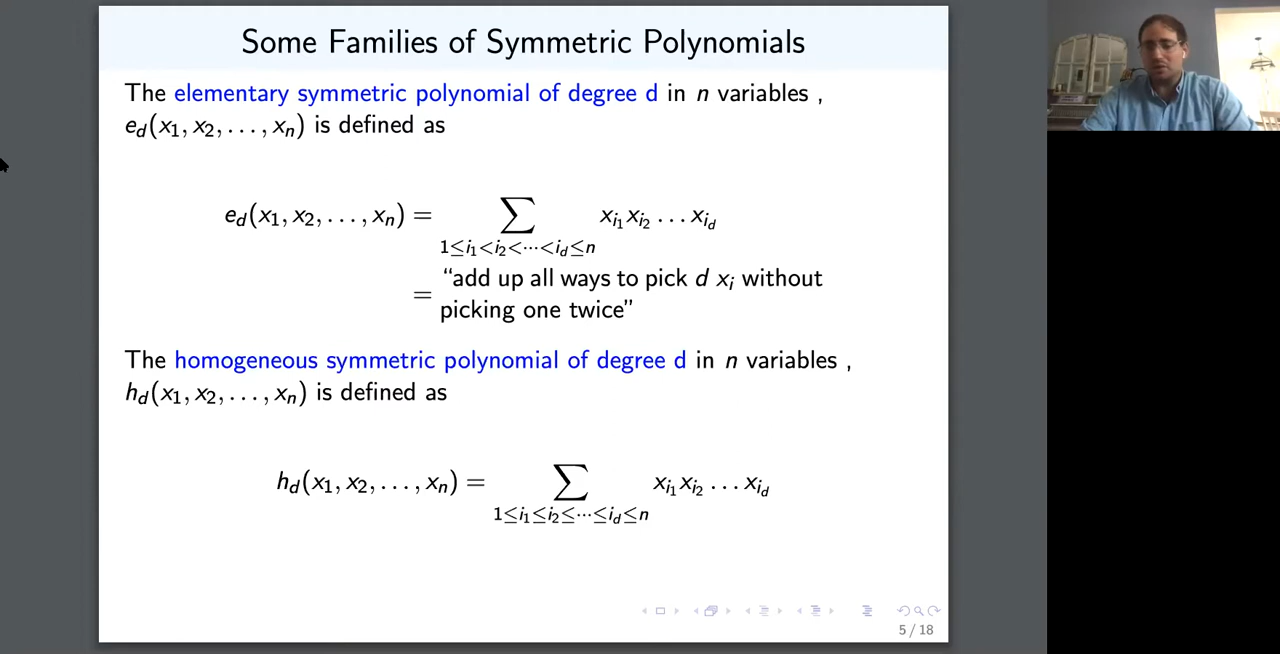 Some Families of Symmetric Polynomials
The elementary symmetric polynomial of degree d in n variables ,
e_d(x_1, x_2, . . . , x_n) is defined as
e_d(x_1, x_2, . . . , x_n) = ∑ x_{i_1} x_{i_2} . . . x_{i_d}
1≤i_1<i_2<···<i_d≤n
= “add up all ways to pick d x_i without
picking one twice”
The homogeneous symmetric polynomial of degree d in n variables ,
h_d(x_1, x_2, . . . , x_n) is defined as
h_d(x_1, x_2, . . . , x_n) = ∑ x_{i_1} x_{i_2} . . . x_{i_d}
1≤i_1≤i_2≤···≤i_d≤n
5 / 18